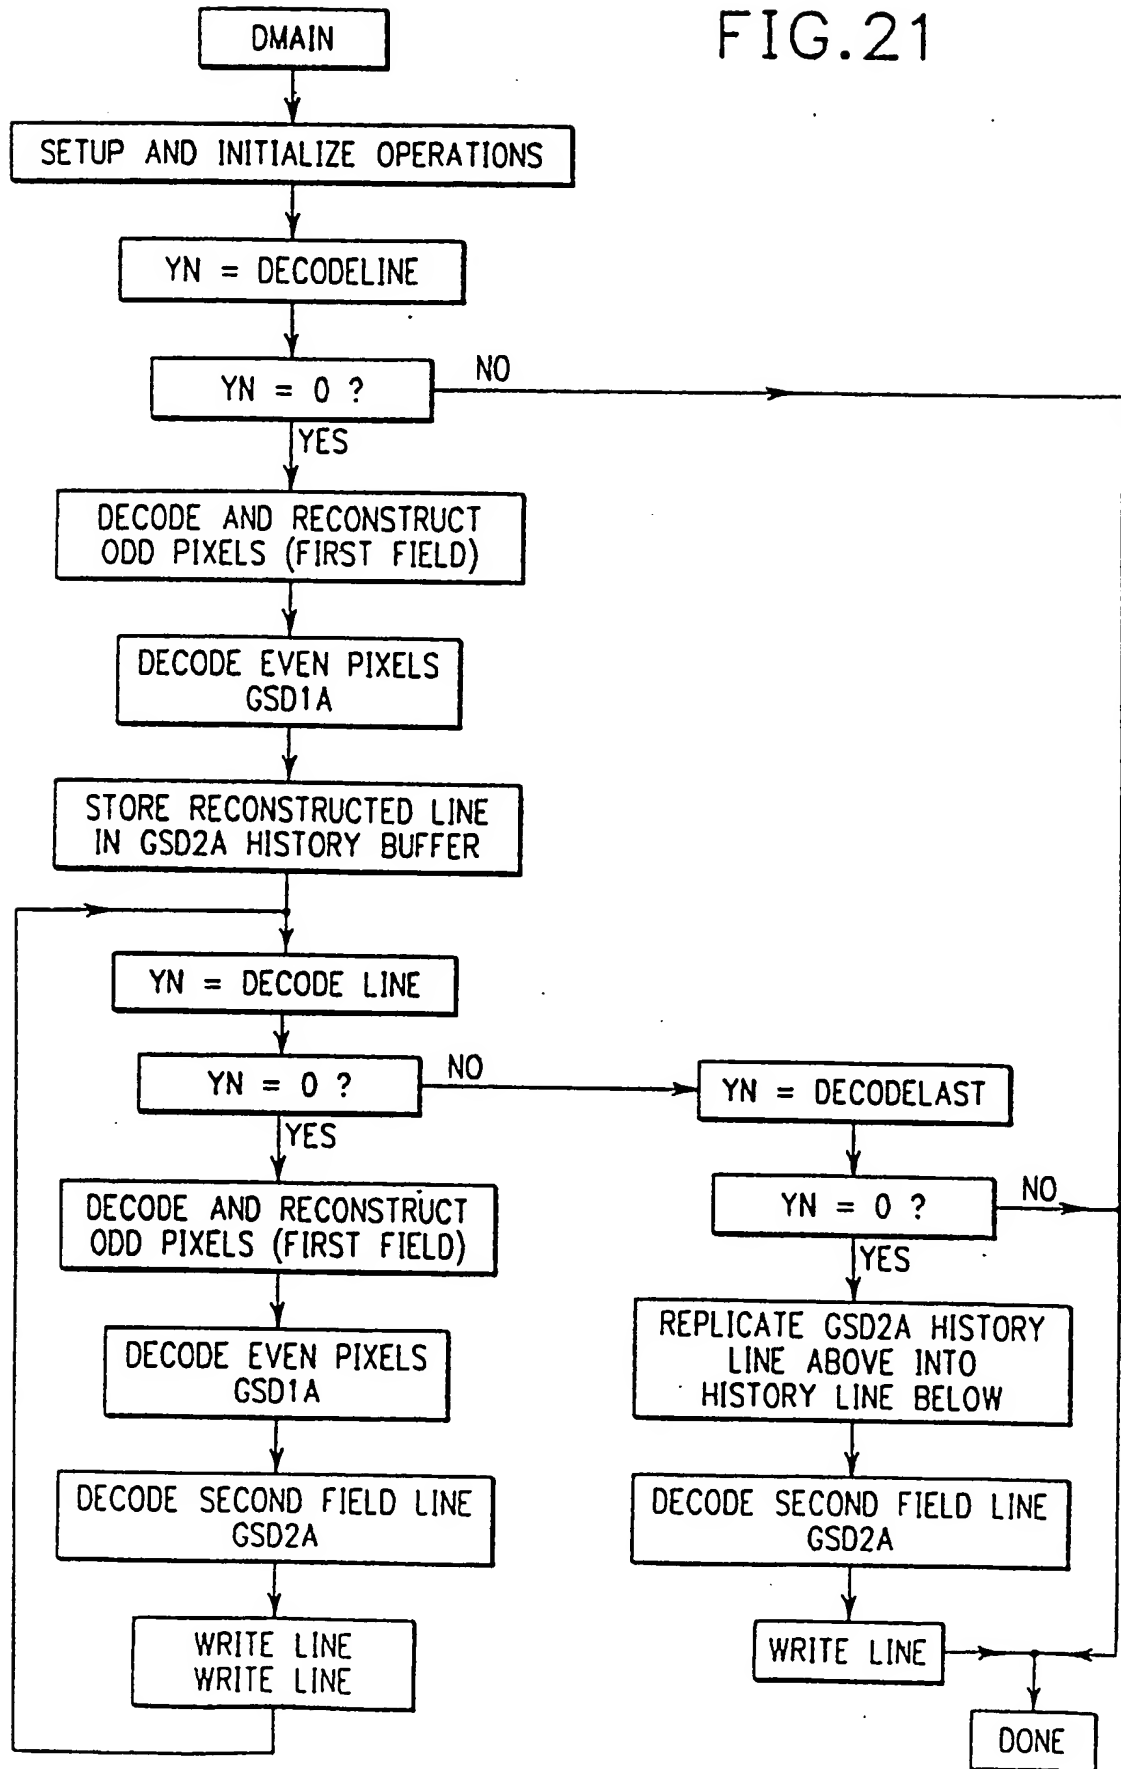 FIG.21
DMAIN
SETUP AND INITIALIZE OPERATIONS
YN = DECODELINE
YN = 0 ?
NO
YES
DECODE AND RECONSTRUCT
ODD PIXELS (FIRST FIELD)
DECODE EVEN PIXELS
GSD1A
STORE RECONSTRUCTED LINE
IN GSD2A HISTORY BUFFER
YN = DECODE LINE
YN = 0 ?
NO
YES
DECODE AND RECONSTRUCT
ODD PIXELS (FIRST FIELD)
DECODE EVEN PIXELS
GSD1A
DECODE SECOND FIELD LINE
GSD2A
WRITE LINE
WRITE LINE
YN = DECODELAST
YN = 0 ?
NO
YES
REPLICATE GSD2A HISTORY
LINE ABOVE INTO
HISTORY LINE BELOW
DECODE SECOND FIELD LINE
GSD2A
WRITE LINE
DONE